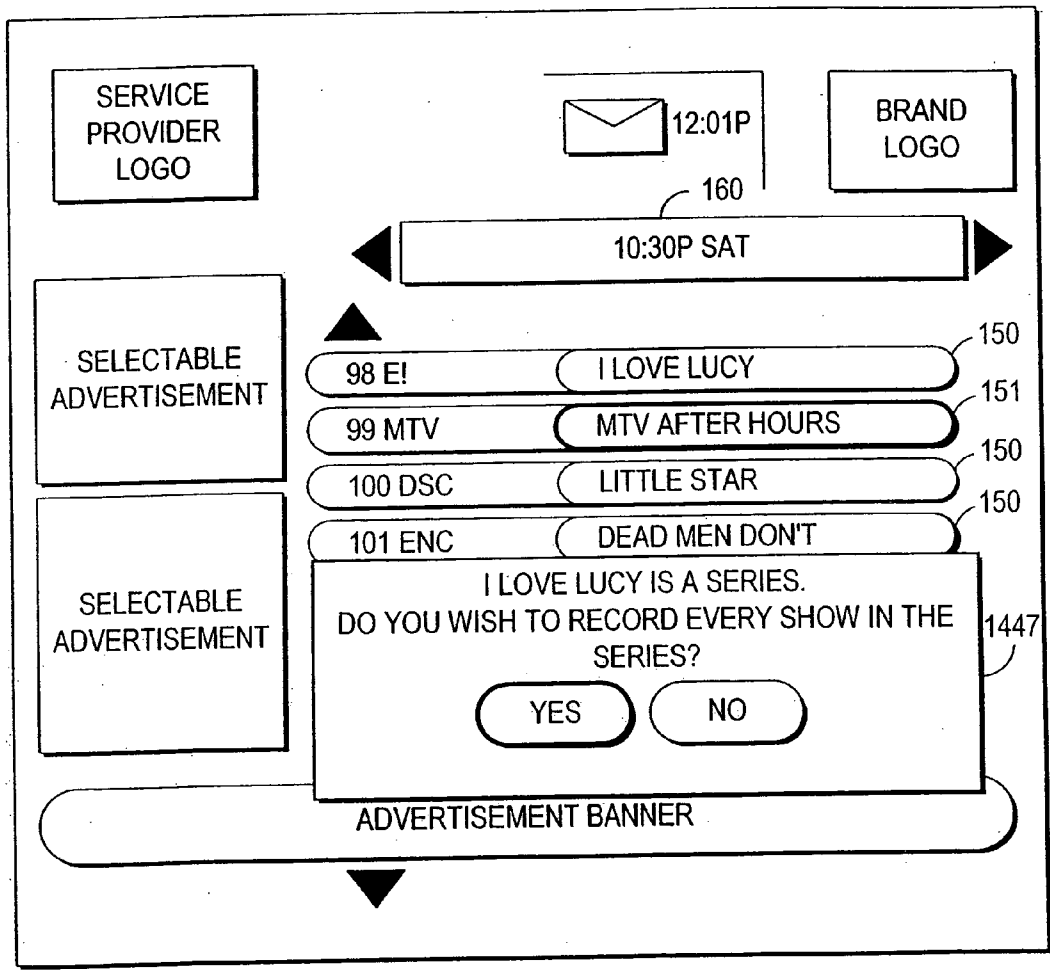 SERVICE
PROVIDER
LOGO
12:01P
BRAND
LOGO
160
10:30P SAT
SELECTABLE
ADVERTISEMENT
150
98 E! I LOVE LUCY
151
99 MTV MTV AFTER HOURS
150
100 DSC LITTLE STAR
150
101 ENC DEAD MEN DON'T
SELECTABLE
ADVERTISEMENT
I LOVE LUCY IS A SERIES.
DO YOU WISH TO RECORD EVERY SHOW IN THE
SERIES?
1447
YES NO
ADVERTISEMENT BANNER